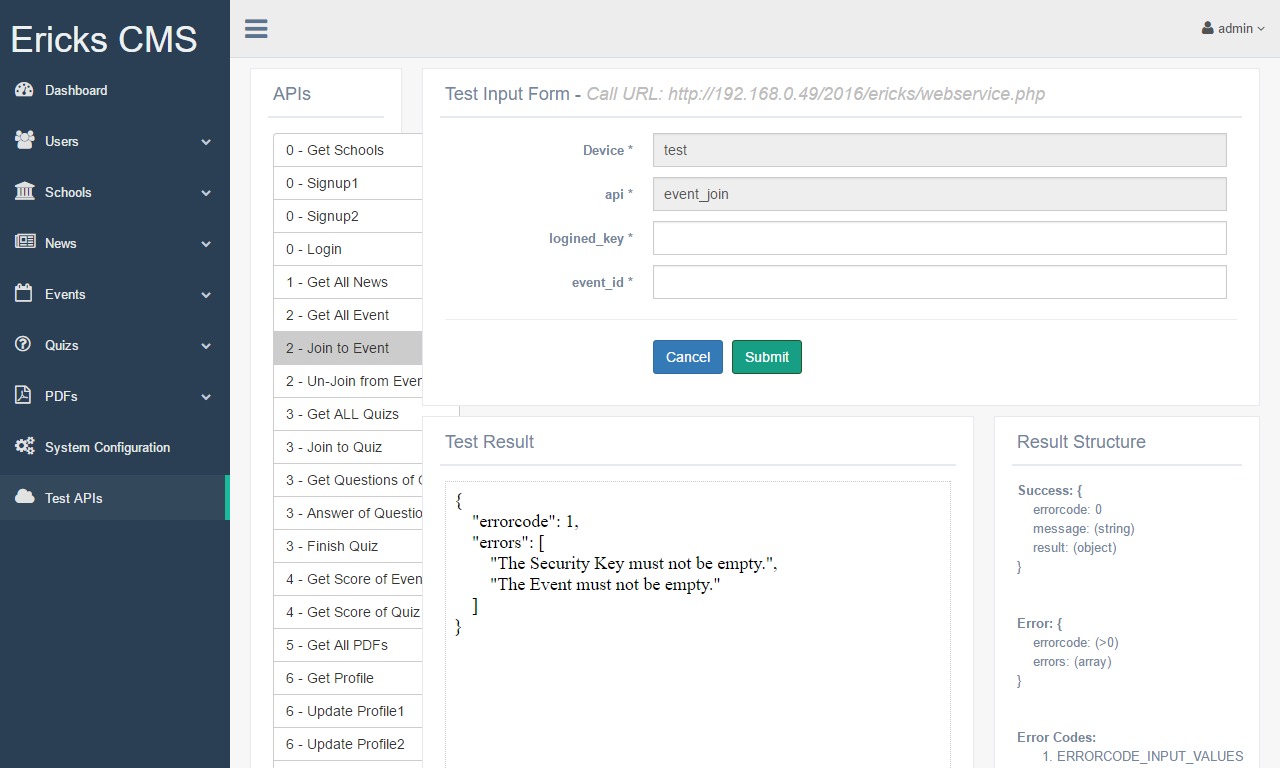 Ericks CMS
Dashboard
Users
Schools
News
Events
Quizs
PDFs
System Configuration
Test APIs
admin
APIs
0 - Get Schools
0 - Signup1
0 - Signup2
0 - Login
1 - Get All News
2 - Get All Event
2 - Join to Event
2 - Un-Join from Even
3 - Get ALL Quizs
3 - Join to Quiz
3 - Get Questions of
3 - Answer of Questio
3 - Finish Quiz
4 - Get Score of Even
4 - Get Score of Quiz
5 - Get All PDFs
6 - Get Profile
6 - Update Profile1
6 - Update Profile2
Test Input Form - Call URL: http://192.168.0.49/2016/ericks/webservice.php
Device * test
api * event_join
logined_key *
event_id *
Cancel Submit
Test Result
{
"errorcode": 1,
"errors": [
"The Security Key must not be empty.",
"The Event must not be empty."
]
}
Result Structure
Success: {
errorcode: 0
message: (string)
result: (object)
}
Error: {
errorcode: (>0)
errors: (array)
}
Error Codes:
1. ERRORCODE_INPUT_VALUES